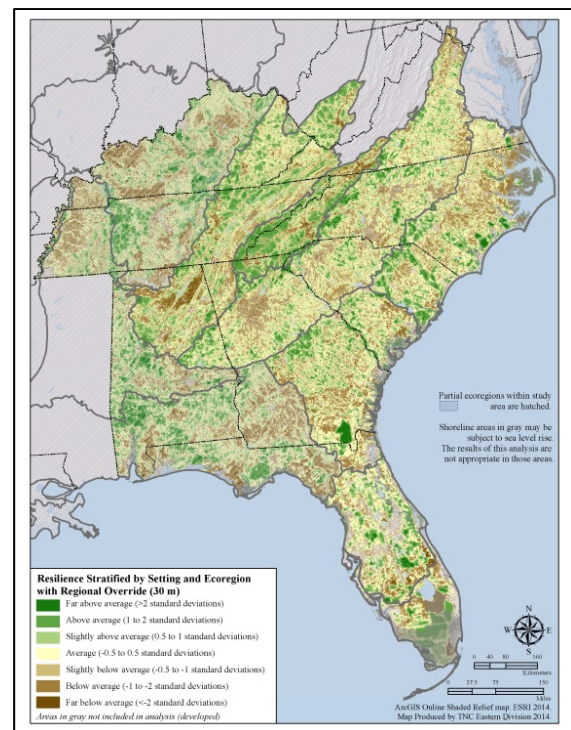 Partial ecoregions within study
area are hatched.
Shoreline areas in gray may be
subject to sea level rise.
The results of this analysis are
not appropriate in those areas.
Resilience Stratified by Setting and Ecoregion
with Regional Override (30 m)
Far above average (>2 standard deviations)
Above average (1 to 2 standard deviations)
Slightly above average (0.5 to 1 standard deviations)
Average (-0.5 to 0.5 standard deviations)
Slightly below average (-0.5 to -1 standard deviations)
Below average (-1 to -2 standard deviations)
Far below average (<-2 standard deviations)
Areas in gray not included in analysis (developed)
N
W E
S
0 40 80 160
Kilometers
0 37.5 75 150
Miles
ArcGIS Online Shaded Relief map. ESRI 2014.
Map Produced by TNC Eastern Division 2014.